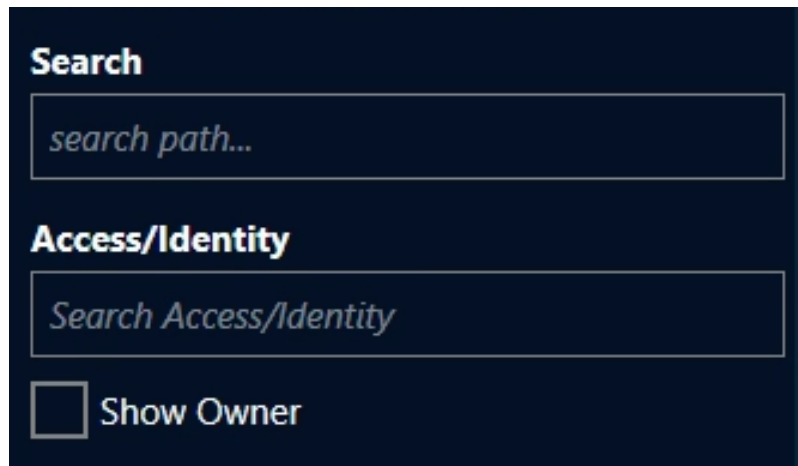 Search
search path...
Access/Identity
Search Access/Identity
Show Owner